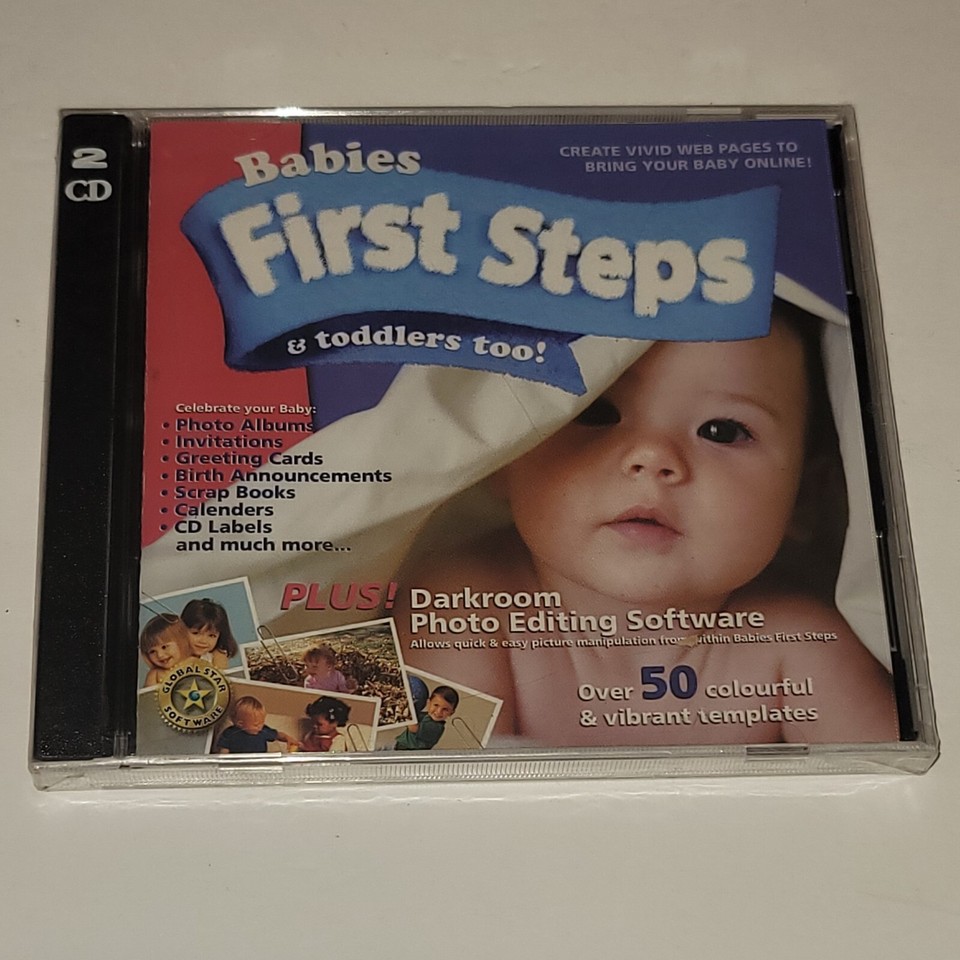 2
CD
Babies
First Steps
& toddlers too!
CREATE VIVID WEB PAGES TO
BRING YOUR BABY ONLINE!
Celebrate your Baby:
• Photo Albums
• Invitations
• Greeting Cards
• Birth Announcements
• Scrap Books
• Calenders
• CD Labels
and much more...
PLUS! Darkroom
Photo Editing Software
Allows quick & easy picture manipulation from within Babies First Steps
Over 50 colourful
& vibrant templates
GLOBAL STAR
SOFTWARE